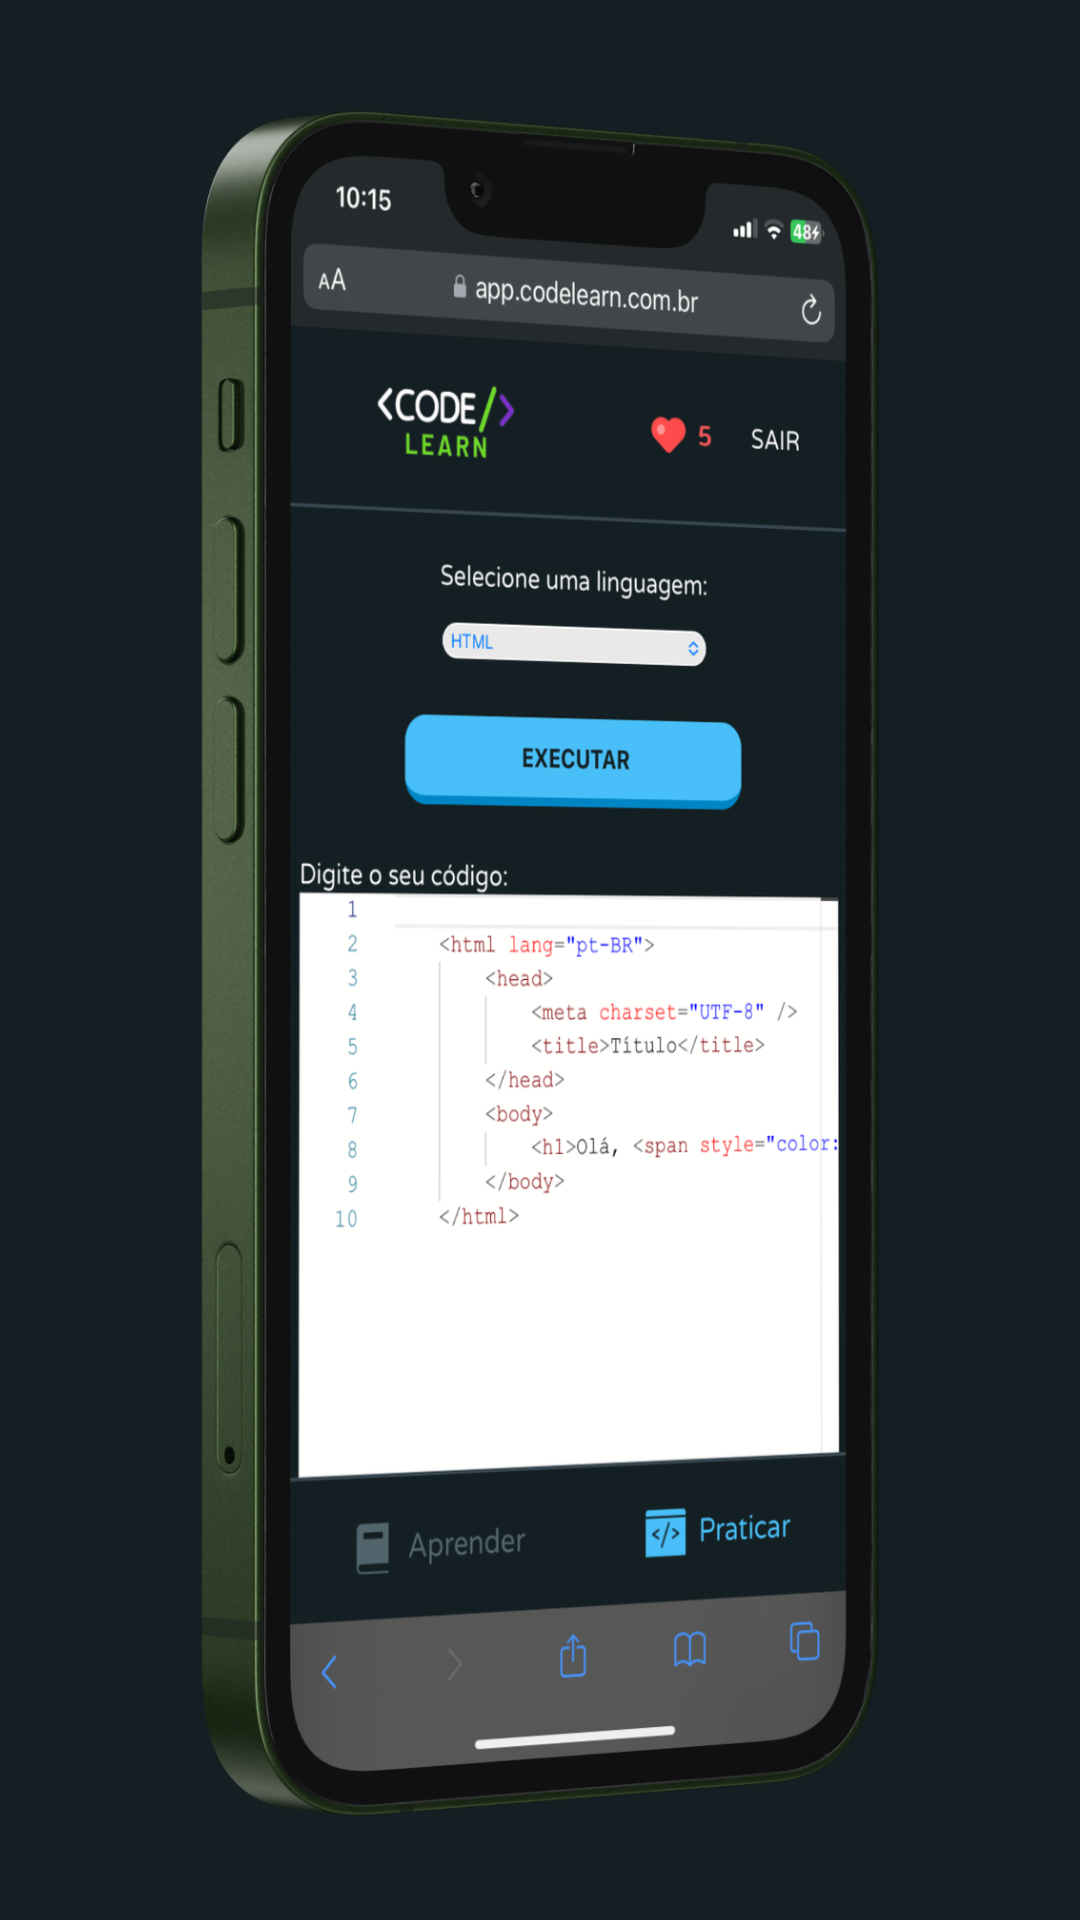 10:15
48
AA app.codelearn.com.br
<CODE/>
LEARN
5 SAIR
Selecione uma linguagem:
HTML
EXECUTAR
Digite o seu código:
1
2 <html lang="pt-BR">
3 <head>
4 <meta charset="UTF-8" />
5 <title>Título</title>
6 </head>
7 <body>
8 <h1>Olá, <span style="color:
9 </body>
10 </html>
Aprender
</> Praticar